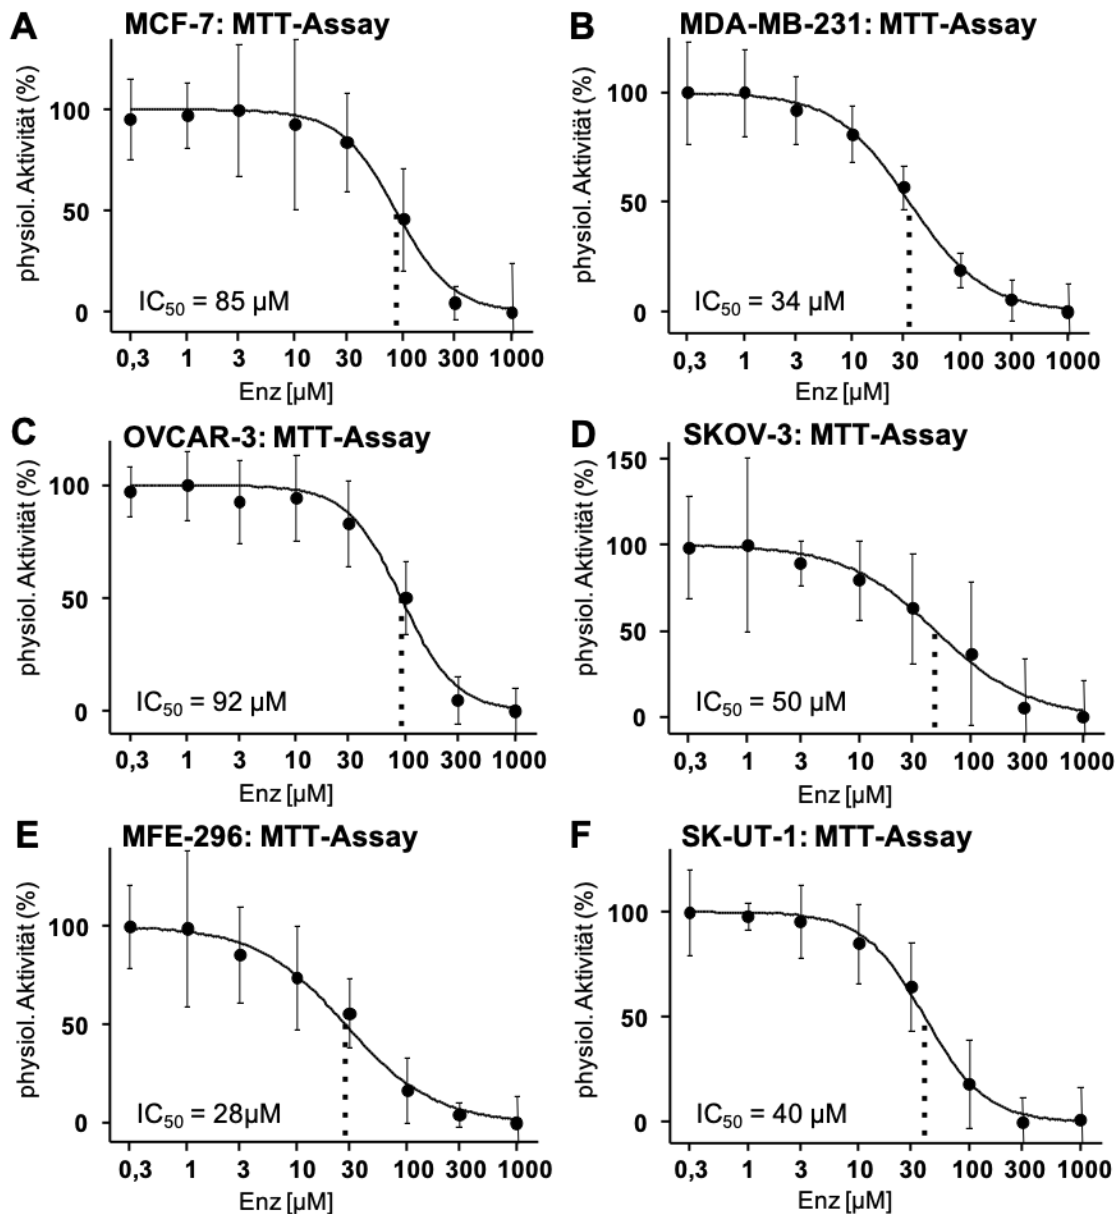 A MCF-7: MTT-Assay
physiol. Aktivität (%)
100
50
0
IC50 = 85 µM
0,3 1 3 10 30 100 300 1000
Enz [µM]
B MDA-MB-231: MTT-Assay
physiol. Aktivität (%)
100
50
0
IC50 = 34 µM
0,3 1 3 10 30 100 300 1000
Enz [µM]
C OVCAR-3: MTT-Assay
physiol. Aktivität (%)
100
50
0
IC50 = 92 µM
0,3 1 3 10 30 100 300 1000
Enz [µM]
D SKOV-3: MTT-Assay
physiol. Aktivität (%)
150
100
50
0
IC50 = 50 µM
0,3 1 3 10 30 100 300 1000
Enz [µM]
E MFE-296: MTT-Assay
physiol. Aktivität (%)
100
50
0
IC50 = 28µM
0,3 1 3 10 30 100 300 1000
Enz [µM]
F SK-UT-1: MTT-Assay
physiol. Aktivität (%)
100
50
0
IC50 = 40 µM
0,3 1 3 10 30 100 300 1000
Enz [µM]